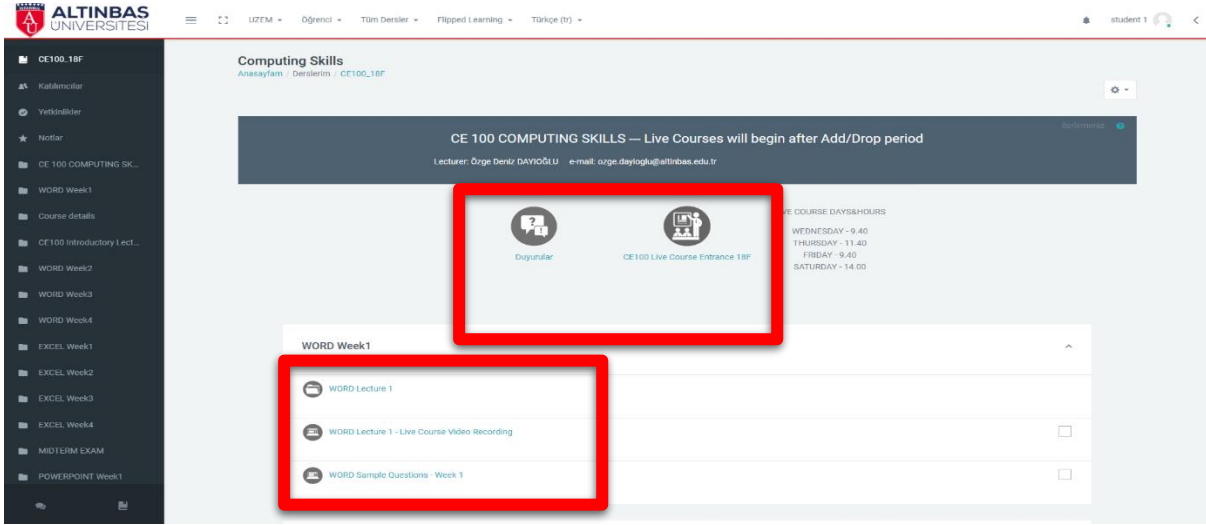 ALTINBAS
ÜNİVERSİTESİ
UZEM
Öğrenci
Tüm Dersler
Flipped Learning
Türkçe (tr)
student 1
CE100_18F
Katılımcılar
Yetkinlikler
Notlar
CE 100 COMPUTING SK...
WORD Week1
Course details
CE100 Introductory Lect...
WORD Week2
WORD Week3
WORD Week4
EXCEL Week1
EXCEL Week2
EXCEL Week3
EXCEL Week4
MIDTERM EXAM
POWERPOINT Week1
Computing Skills
Anasayfam / Derslerim / CE100_18F
İlerlemeniz
CE 100 COMPUTING SKILLS --- Live Courses will begin after Add/Drop period
Lecturer: Özge Deniz DAYIOĞLU e-mail: ozge.dayioglu@altinbas.edu.tr
Duyurular
CE100 Live Course Entrance 18F
VE COURSE DAYS&HOURS
WEDNESDAY - 9.40
THURSDAY - 11.40
FRIDAY - 9.40
SATURDAY - 14.00
WORD Week1
WORD Lecture 1
WORD Lecture 1 - Live Course Video Recording
WORD Sample Questions - Week 1